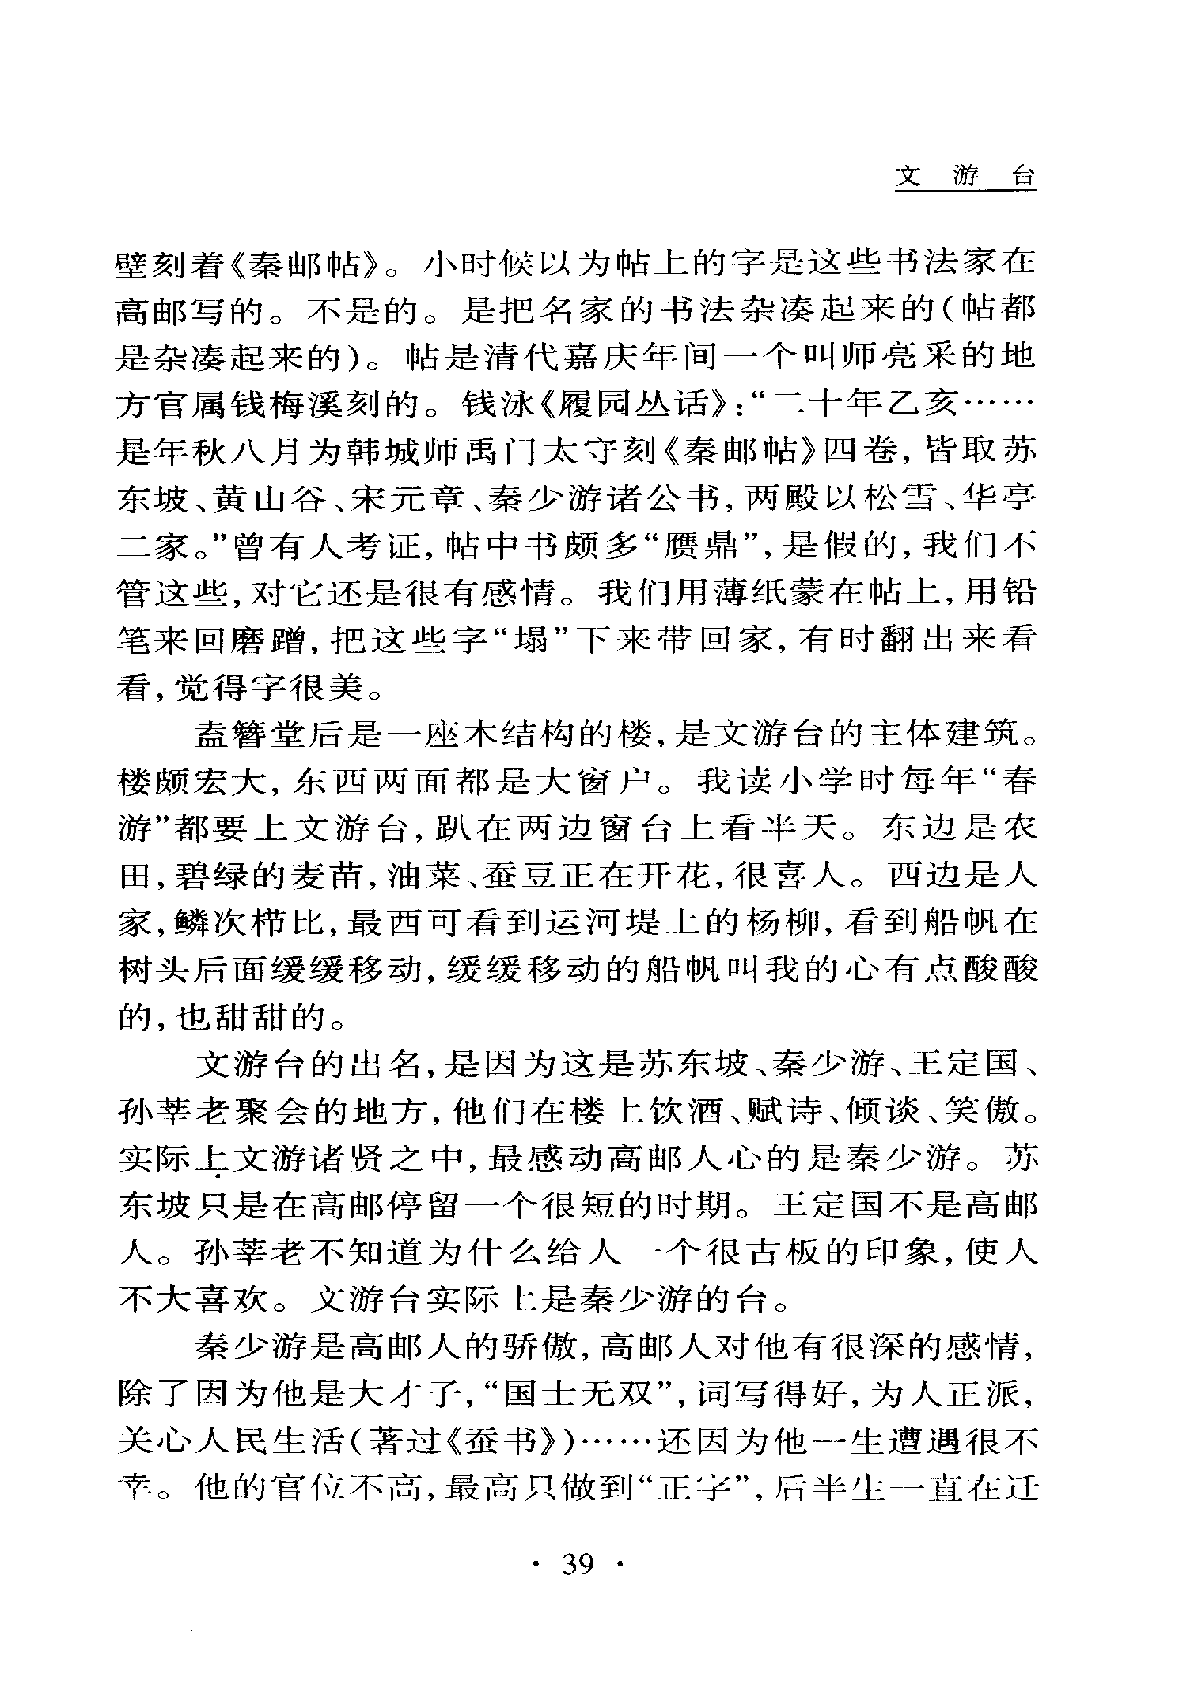 文游台
壁刻着《秦邮帖》。小时候以为帖上的字是这些书法家在
高邮写的。不是的。是把名家的书法杂凑起来的(帖都
是杂凑起来的)。帖是清代嘉庆年间一个叫师亮采的地
方官属钱梅溪刻的。钱泳《履园丛话》:“二十年乙亥……
是年秋八月为韩城师禹门太守刻《秦邮帖》四卷,皆取苏
东坡、黄山谷、宋元章、秦少游诸公书,两殿以松雪、华亭
二家。”曾有人考证,帖中书颇多“赝鼎”,是假的,我们不
管这些,对它还是很有感情。我们用薄纸蒙在帖上,用铅
笔来回磨蹭,把这些字“塌”下来带回家,有时翻出来看
看,觉得字很美。
盍簪堂后是一座木结构的楼,是文游台的主体建筑。
楼颇宏大,东西两面都是大窗户。我读小学时每年“春
游”都要上文游台,趴在两边窗台上看半天。东边是农
田,碧绿的麦苗,油菜、蚕豆正在开花,很喜人。西边是人
家,鳞次栉比,最西可看到运河堤上的杨柳,看到船帆在
树头后面缓缓移动,缓缓移动的船帆叫我的心有点酸酸
的,也甜甜的。
文游台的出名,是因为这是苏东坡、秦少游、王定国、
孙莘老聚会的地方,他们在楼上饮酒、赋诗、倾谈、笑傲。
实际上文游诸贤之中,最感动高邮人心的是秦少游。苏
东坡只是在高邮停留一个很短的时期。王定国不是高邮
人。孙莘老不知道为什么给人一个很古板的印象,使人
不大喜欢。文游台实际上是秦少游的台。
秦少游是高邮人的骄傲,高邮人对他有很深的感情,
除了因为他是大才子,“国士无双”,词写得好,为人正派,
关心人民生活(著过《蚕书》)……还因为他一生遭遇很不
幸。他的官位不高,最高只做到“正字”,后半生一直在迁
· 39 ·